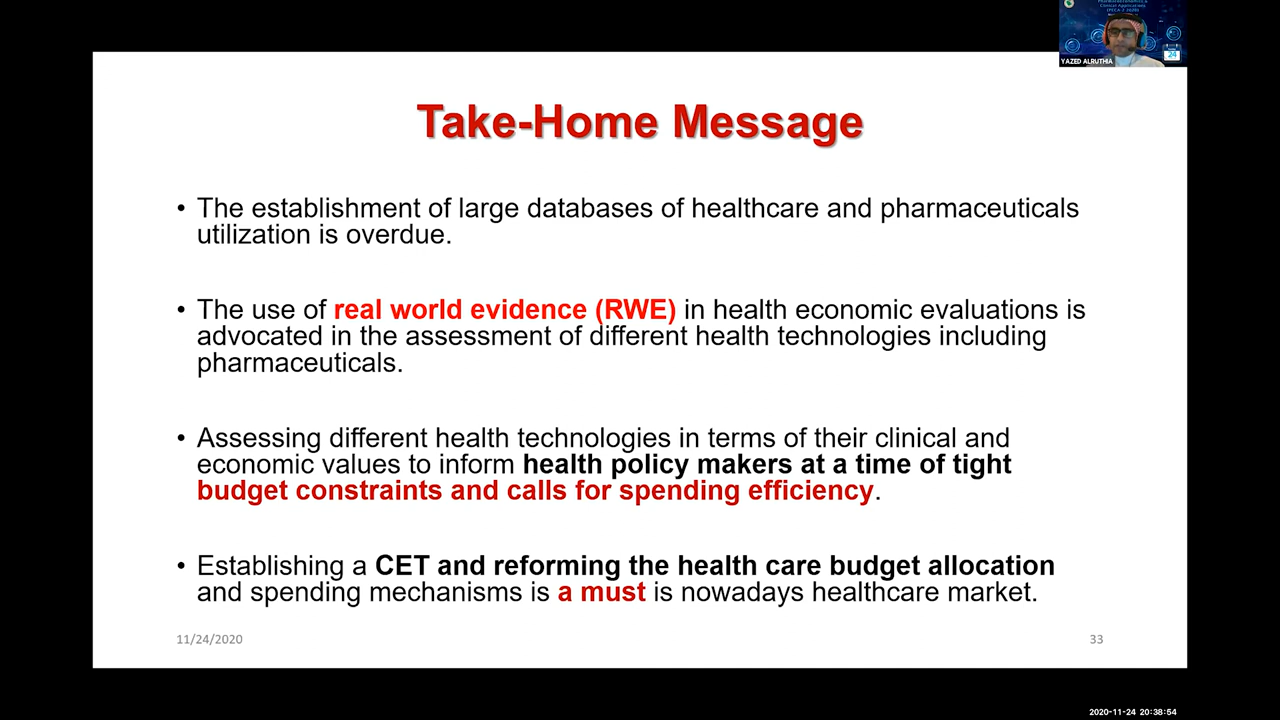 Pharmacoeconomics &
Clinical Applications
YAZED ALRUTHIA
24
Take-Home Message
• The establishment of large databases of healthcare and pharmaceuticals
utilization is overdue.
• The use of real world evidence (RWE) in health economic evaluations is
advocated in the assessment of different health technologies including
pharmaceuticals.
• Assessing different health technologies in terms of their clinical and
economic values to inform health policy makers at a time of tight
budget constraints and calls for spending efficiency.
• Establishing a CET and reforming the health care budget allocation
and spending mechanisms is a must is nowadays healthcare market.
11/24/2020
33
2020-11-24 20:38:54